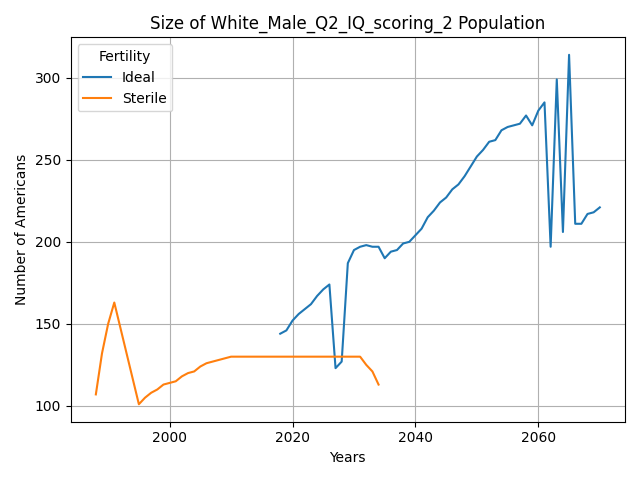 Size of White_Male_Q2_IQ_scoring_2 Population
Fertility
Ideal
Sterile
Number of Americans
300
250
200
150
100
2000
2020
2040
2060
Years